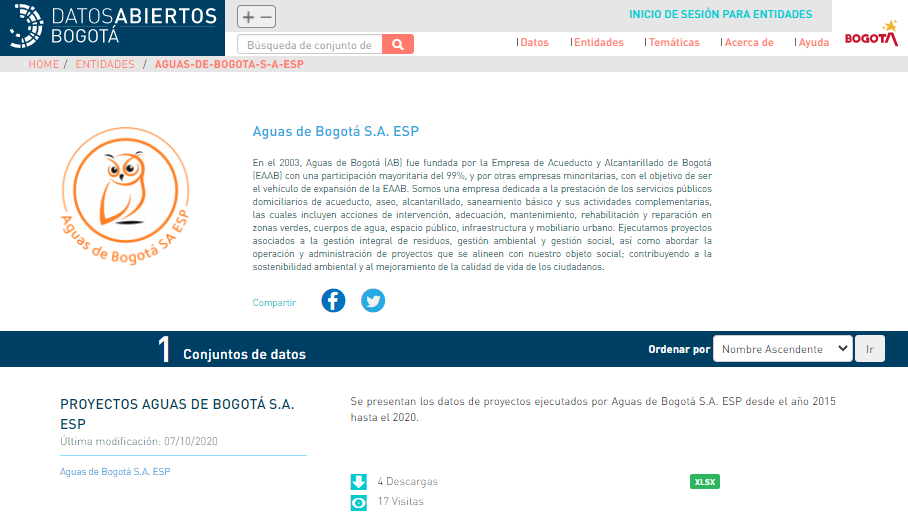 DATOSABIERTOS
BOGOTÁ
INICIO DE SESIÓN PARA ENTIDADES
Búsqueda de conjunto de
Datos
Entidades
Temáticas
Acerca de
Ayuda
BOGOTA
HOME / ENTIDADES / AGUAS-DE-BOGOTA-S-A-ESP
Aguas de Bogotá SA ESP
Aguas de Bogotá S.A. ESP
En el 2003, Aguas de Bogotá (AB) fue fundada por la Empresa de Acueducto y Alcantarillado de Bogotá
(EAAB) con una participación mayoritaria del 99%, y por otras empresas minoritarias, con el objetivo de ser
el vehículo de expansión de la EAAB. Somos una empresa dedicada a la prestación de los servicios públicos
domiciliarios de acueducto, aseo, alcantarillado, saneamiento básico y sus actividades complementarias,
las cuales incluyen acciones de intervención, adecuación, mantenimiento, rehabilitación y reparación en
zonas verdes, cuerpos de agua, espacio público, infraestructura y mobiliario urbano. Ejecutamos proyectos
asociados a la gestión integral de residuos, gestión ambiental y gestión social, así como abordar la
operación y administración de proyectos que se alineen con nuestro objeto social; contribuyendo a la
sostenibilidad ambiental y al mejoramiento de la calidad de vida de los ciudadanos.
Compartir
1 Conjuntos de datos
Ordenar por
Nombre Ascendente
Ir
PROYECTOS AGUAS DE BOGOTÁ S.A.
ESP
Última modificación: 07/10/2020
Aguas de Bogotá S.A. ESP
Se presentan los datos de proyectos ejecutados por Aguas de Bogotá S.A. ESP desde el año 2015
hasta el 2020.
4 Descargas
XLSX
17 Visitas